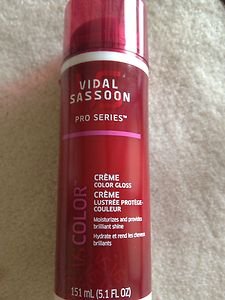 VIDAL
SASSOON
PRO SERIES™
COLOR™
CRÈME
COLOR GLOSS
CRÈME
LUSTRÉE PROTÈGE-
COULEUR
Moisturizes and provides
brilliant shine
Hydrate et rend les cheveux
brillants
151 mL (5.1 FL OZ)